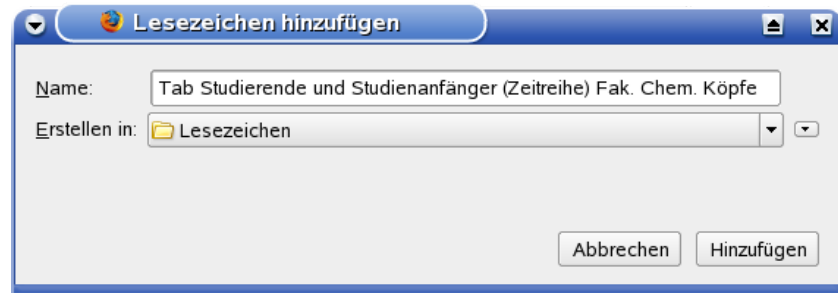 Lesezeichen hinzufügen
Name: Tab Studierende und Studienanfänger (Zeitreihe) Fak. Chem. Köpfe
Erstellen in: Lesezeichen
Abbrechen Hinzufügen